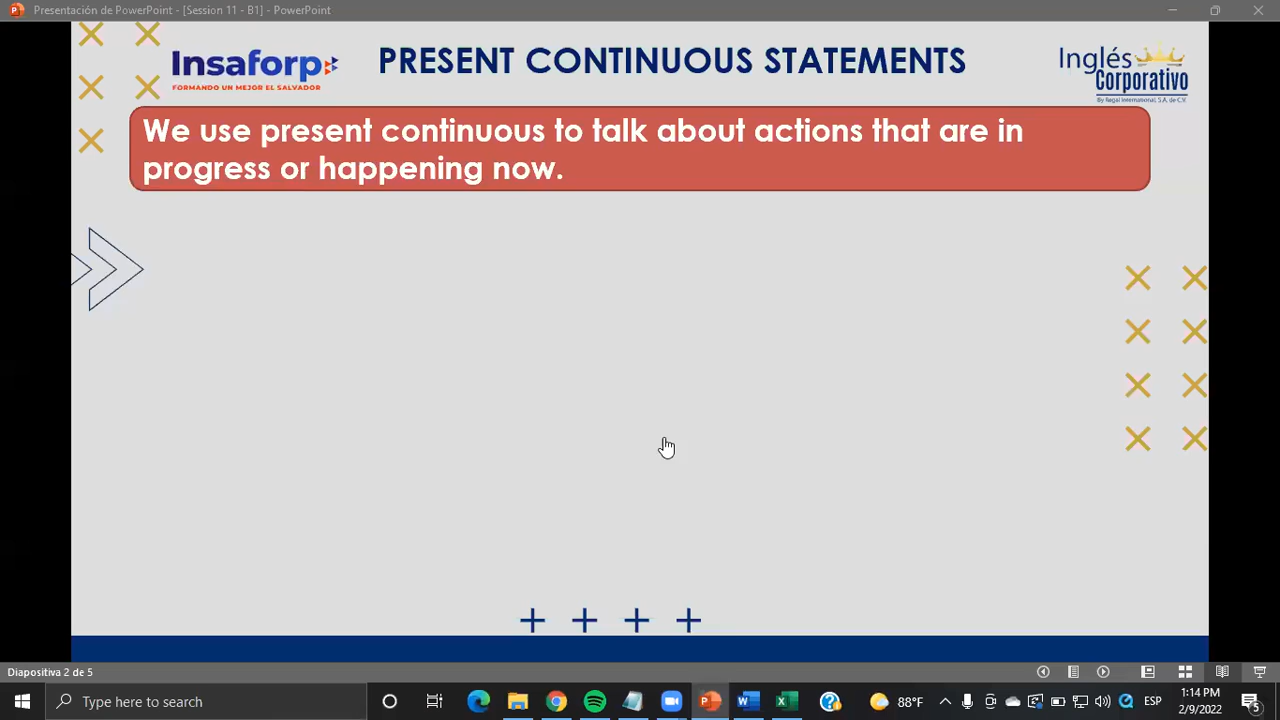 Presentación de PowerPoint - [Session 11 - B1] - PowerPoint
Insaforp
FORMANDO UN MEJOR EL SALVADOR
PRESENT CONTINUOUS STATEMENTS
Inglés
Corporativo
By Regal International, S.A. de C.V.
We use present continuous to talk about actions that are in
progress or happening now.
Diapositiva 2 de 5
Type here to search
88°F
ESP
1:14 PM
2/9/2022
5